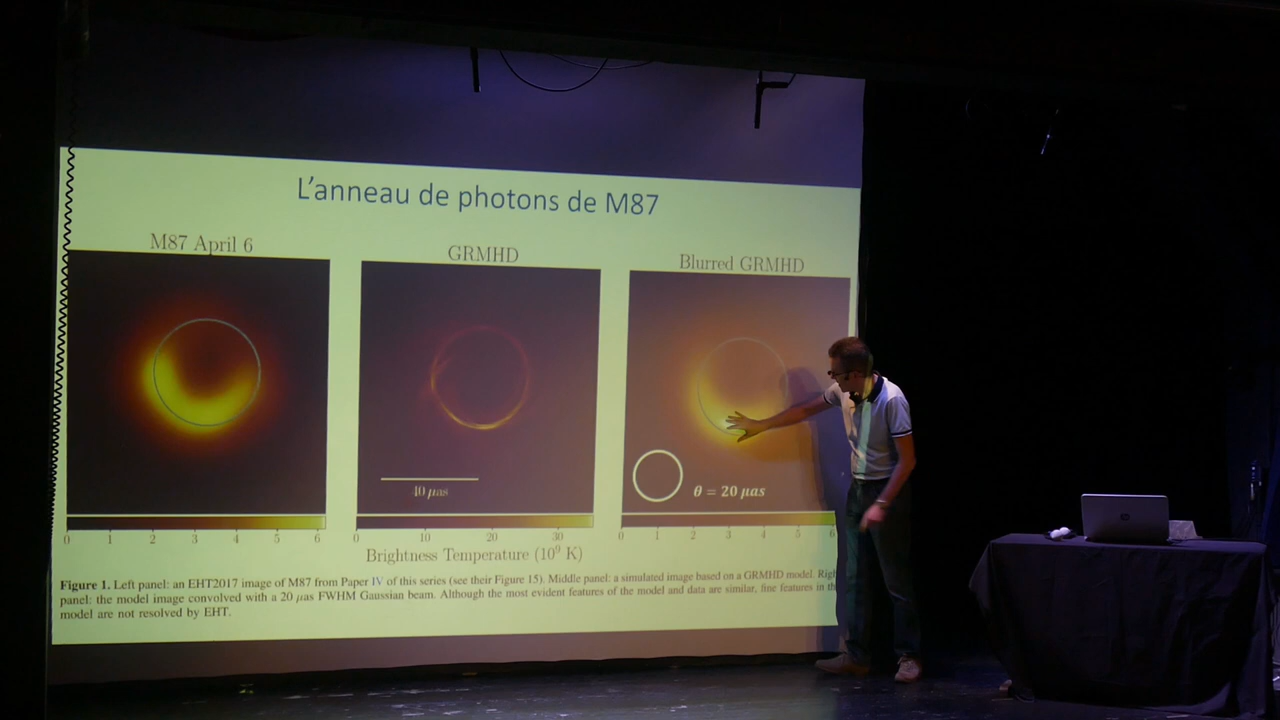 L'anneau de photons de M87
M87 April 6
GRMHD
Blurred GRMHD
40 μas
θ = 20 μas
0 1 2 3 4 5 6
0 10 20 30
0 1 2 3 4 5 6
Brightness Temperature (10⁹ K)
Figure 1. Left panel: an EHT2017 image of M87 from Paper IV of this series (see their Figure 15). Middle panel: a simulated image based on a GRMHD model. Righ
panel: the model image convolved with a 20 μas FWHM Gaussian beam. Although the most evident features of the model and data are similar, fine features in th
model are not resolved by EHT.
hp